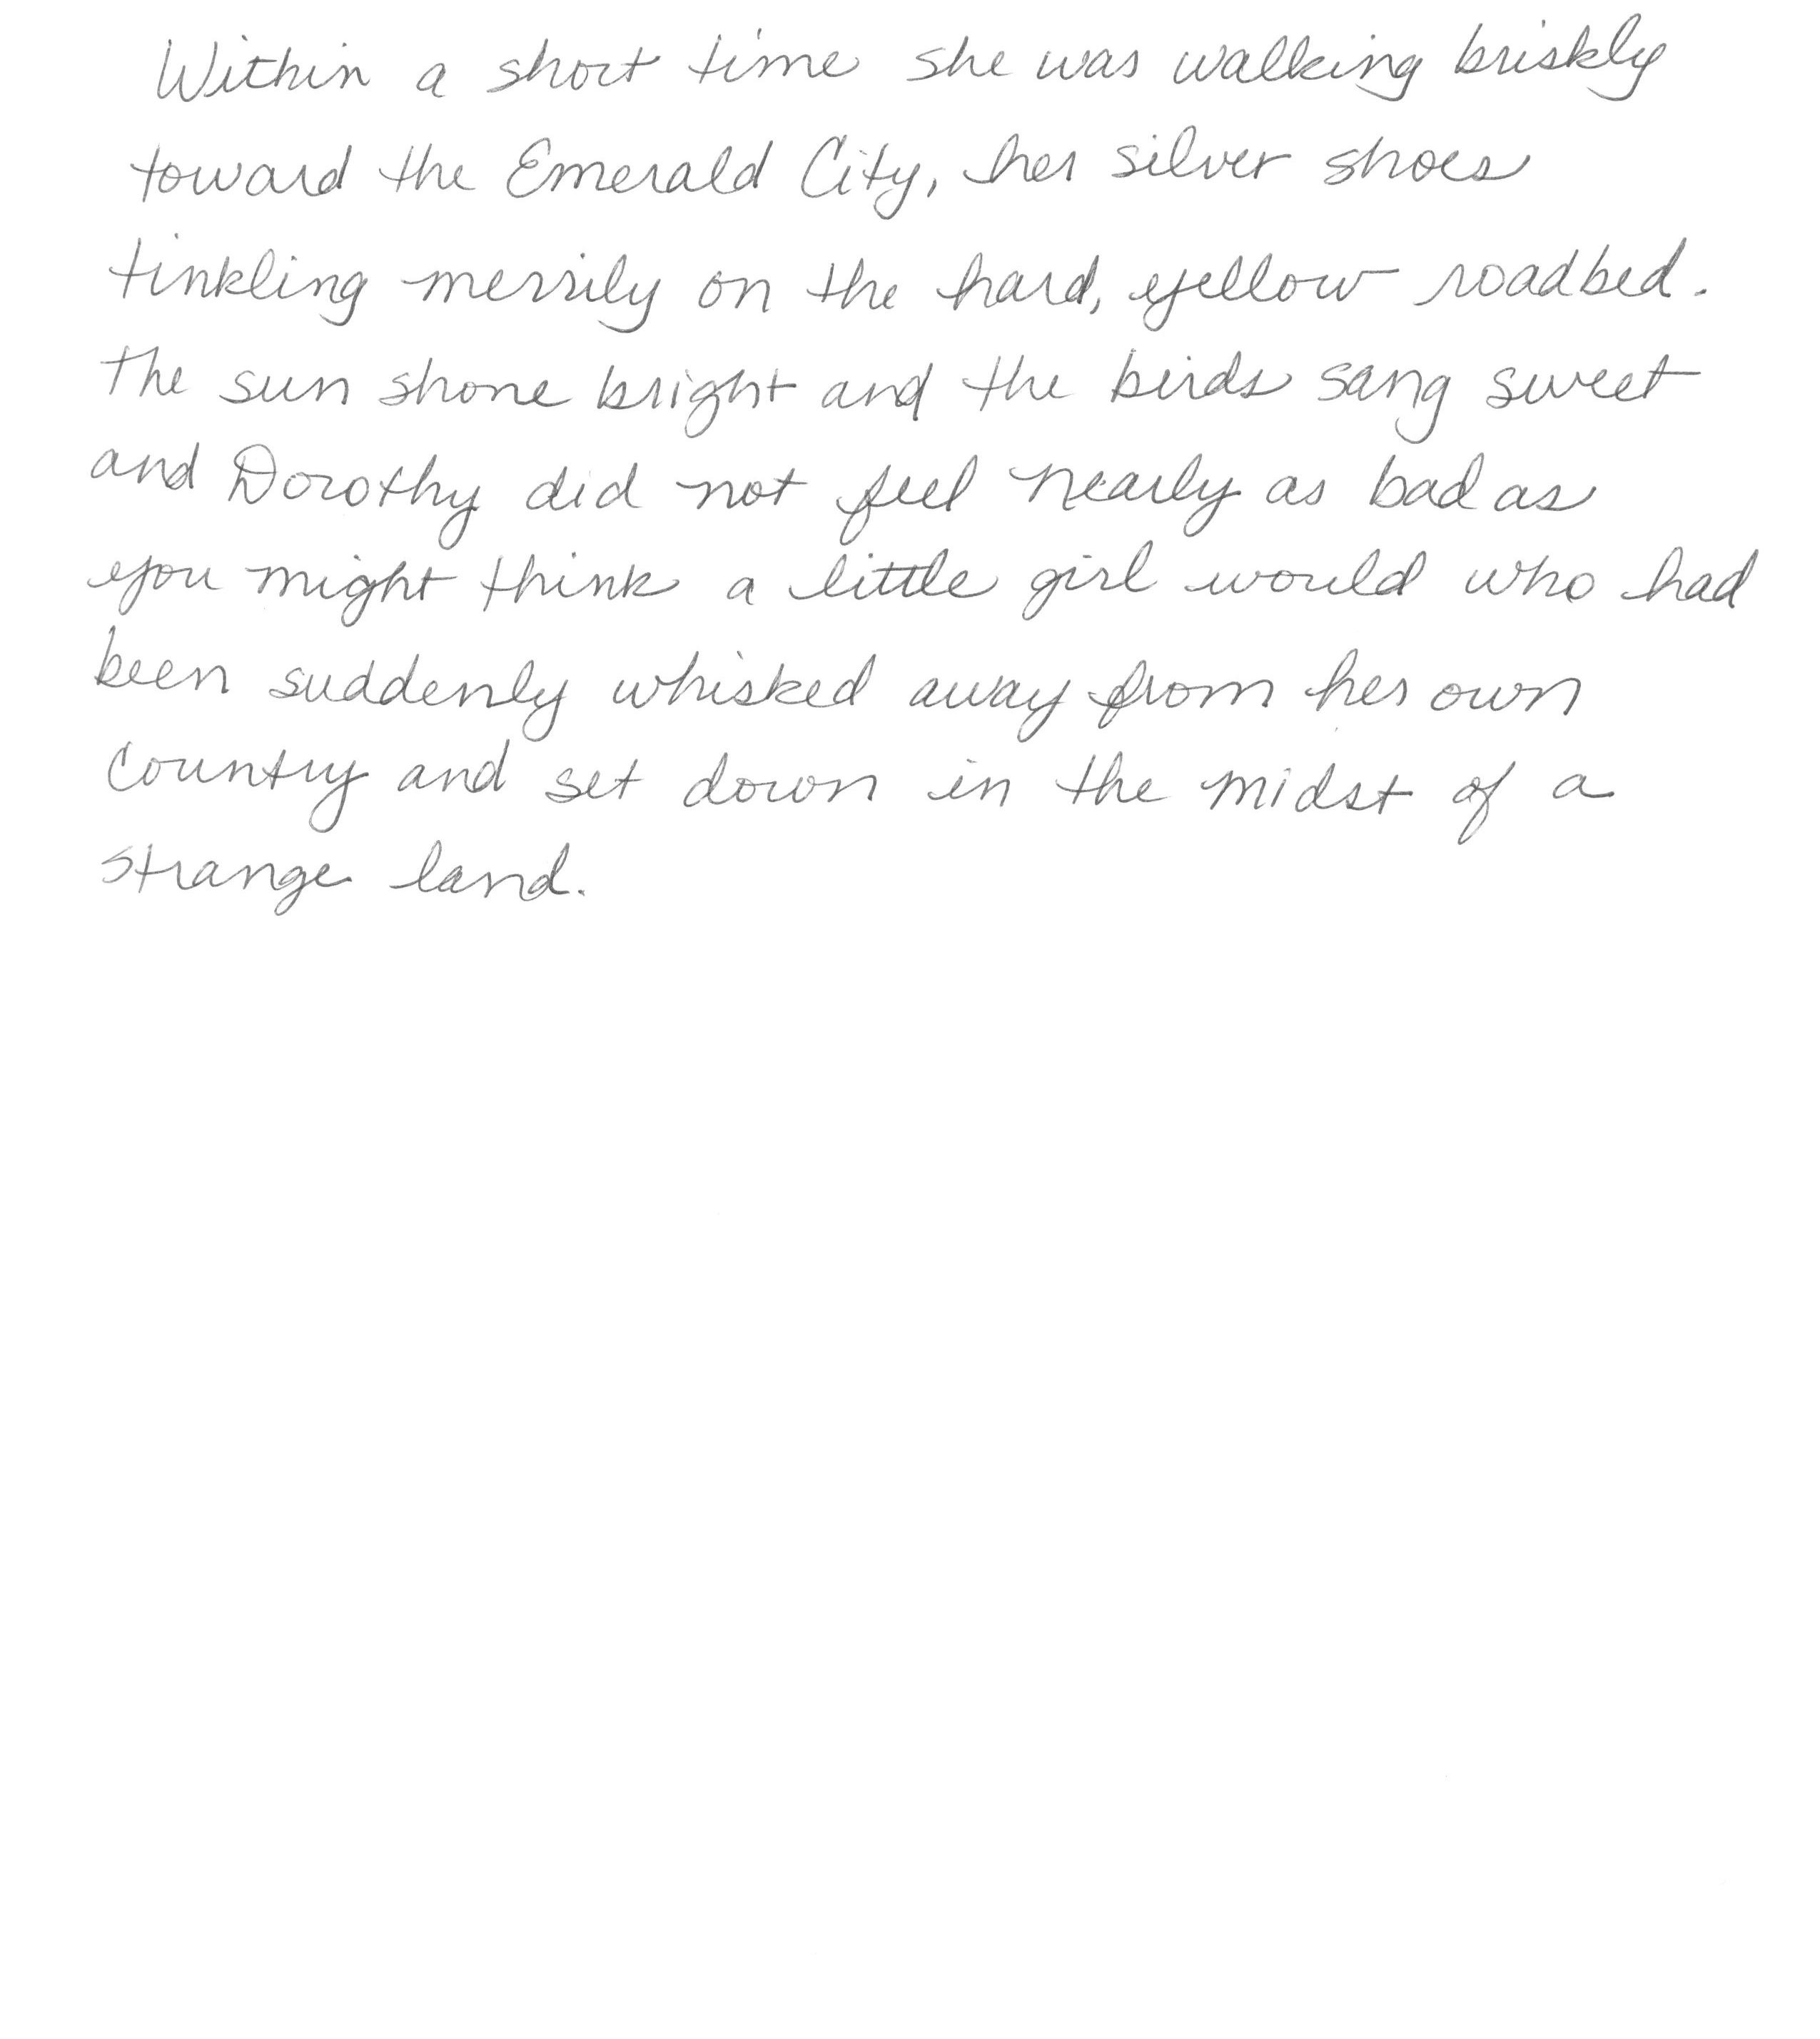 Within a short time she was walking briskly
toward the Emerald City, her silver shoes
tinkling merrily on the hard, yellow roadbed.
The sun shone bright and the birds sang sweet
and Dorothy did not feel nearly as bad as
you might think a little girl would who had
been suddenly whisked away from her own
country and set down in the midst of a
strange land.